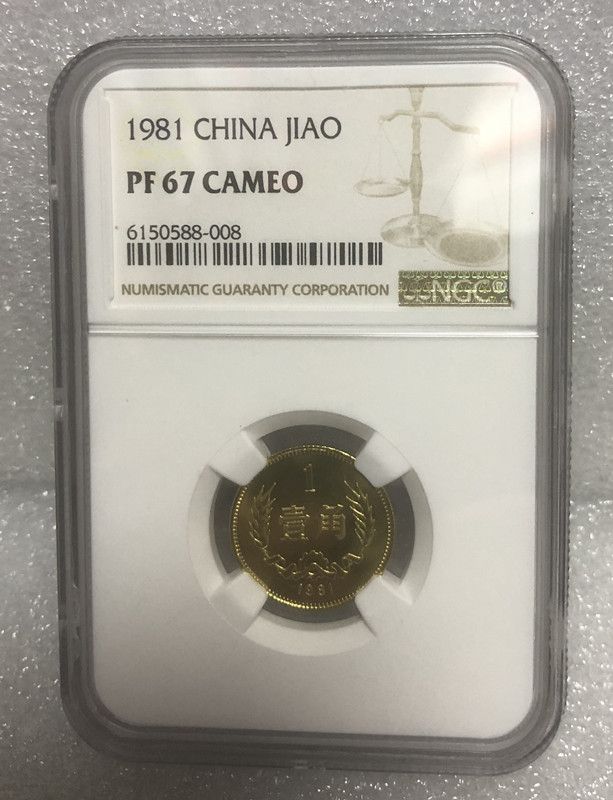 1981 CHINA JIAO
PF 67 CAMEO
6150588-008
NUMISMATIC GUARANTY CORPORATION
NGC®
1
壹角
1981